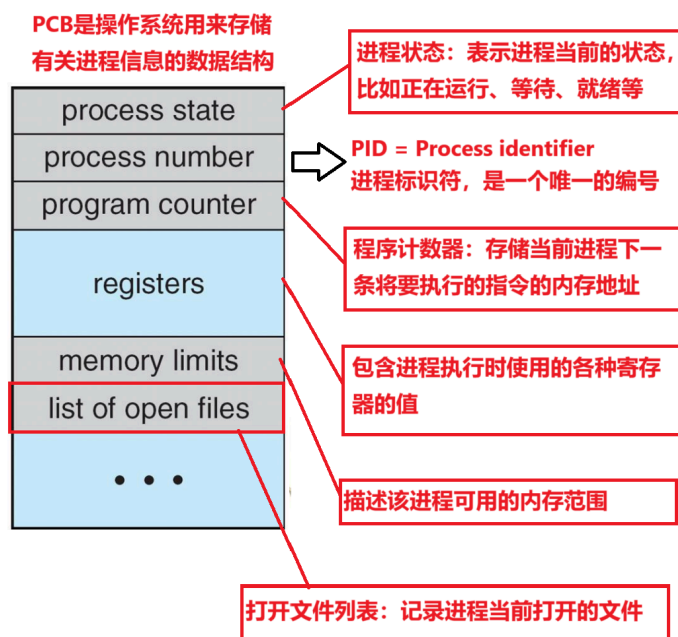 PCB是操作系统用来存储
有关进程信息的数据结构
process state
process number
program counter
registers
memory limits
list of open files
• • •
进程状态：表示进程当前的状态，
比如正在运行、等待、就绪等
PID = Process identifier
进程标识符，是一个唯一的编号
程序计数器：存储当前进程下一
条将要执行的指令的内存地址
包含进程执行时使用的各种寄存
器的值
描述该进程可用的内存范围
打开文件列表：记录进程当前打开的文件